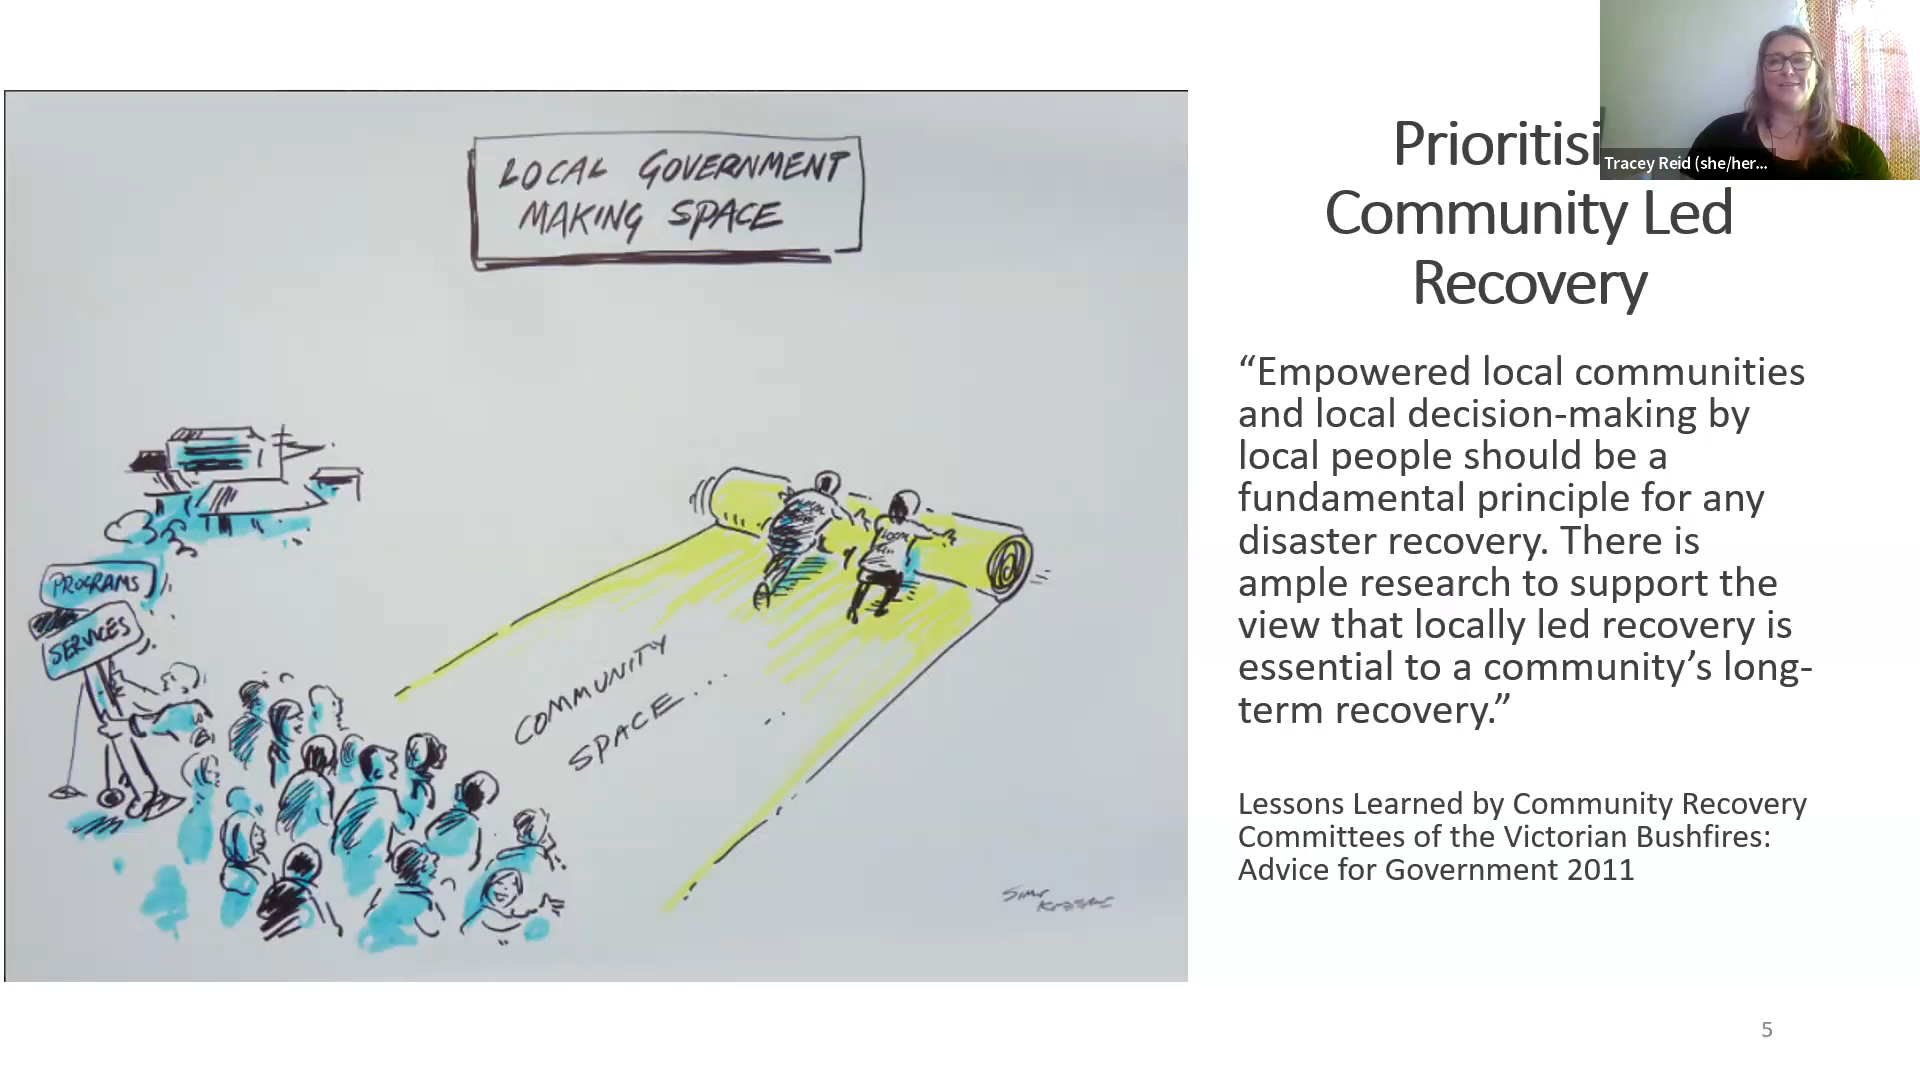 LOCAL GOVERNMENT
MAKING SPACE
PROGRAMS
SERVICES
COMMUNITY
SPACE...
LOCAL
Prioritisi
Community Led
Recovery
“Empowered local communities
and local decision-making by
local people should be a
fundamental principle for any
disaster recovery. There is
ample research to support the
view that locally led recovery is
essential to a community’s long-
term recovery.”
Lessons Learned by Community Recovery
Committees of the Victorian Bushfires:
Advice for Government 2011
Tracey Reid (she/her...
5